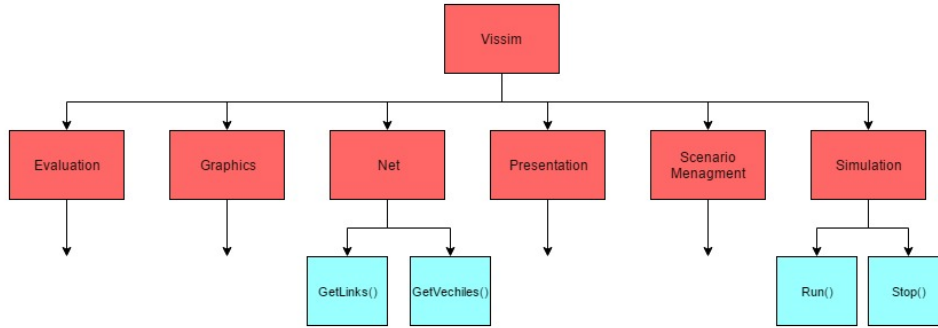 Vissim
Evaluation
Graphics
Net
Presentation
Scenario
Menagment
Simulation
GetLinks()
GetVechiles()
Run()
Stop()